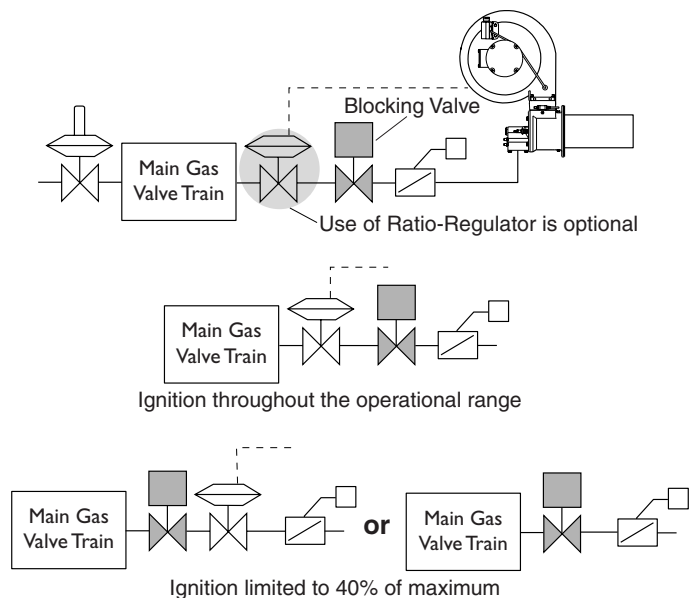 Blocking Valve
Main Gas
Valve Train
Use of Ratio-Regulator is optional
Main Gas
Valve Train
Ignition throughout the operational range
Main Gas
Valve Train
or
Main Gas
Valve Train
Ignition limited to 40% of maximum